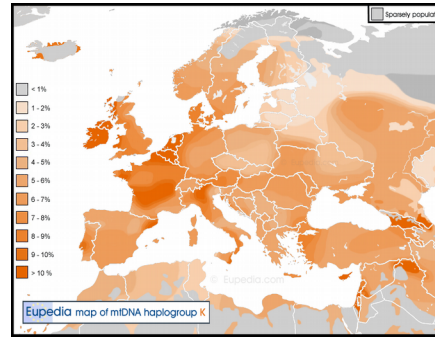 Sparsely populat
< 1%
1 - 2%
2 - 3%
3 - 4%
4 - 5%
5 - 6%
6 - 7%
7 - 8%
8 - 9%
9 - 10%
> 10 %
© Eupedia.com
Eupedia map of mtDNA haplogroup K